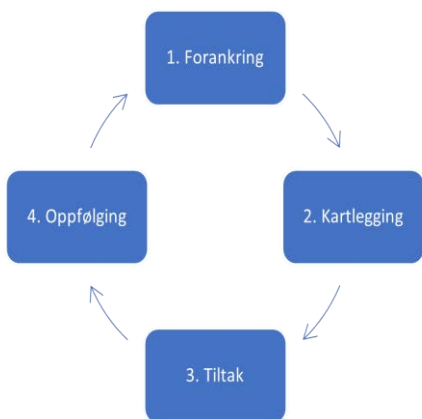 1. Forankring
2. Kartlegging
3. Tiltak
4. Oppfølging